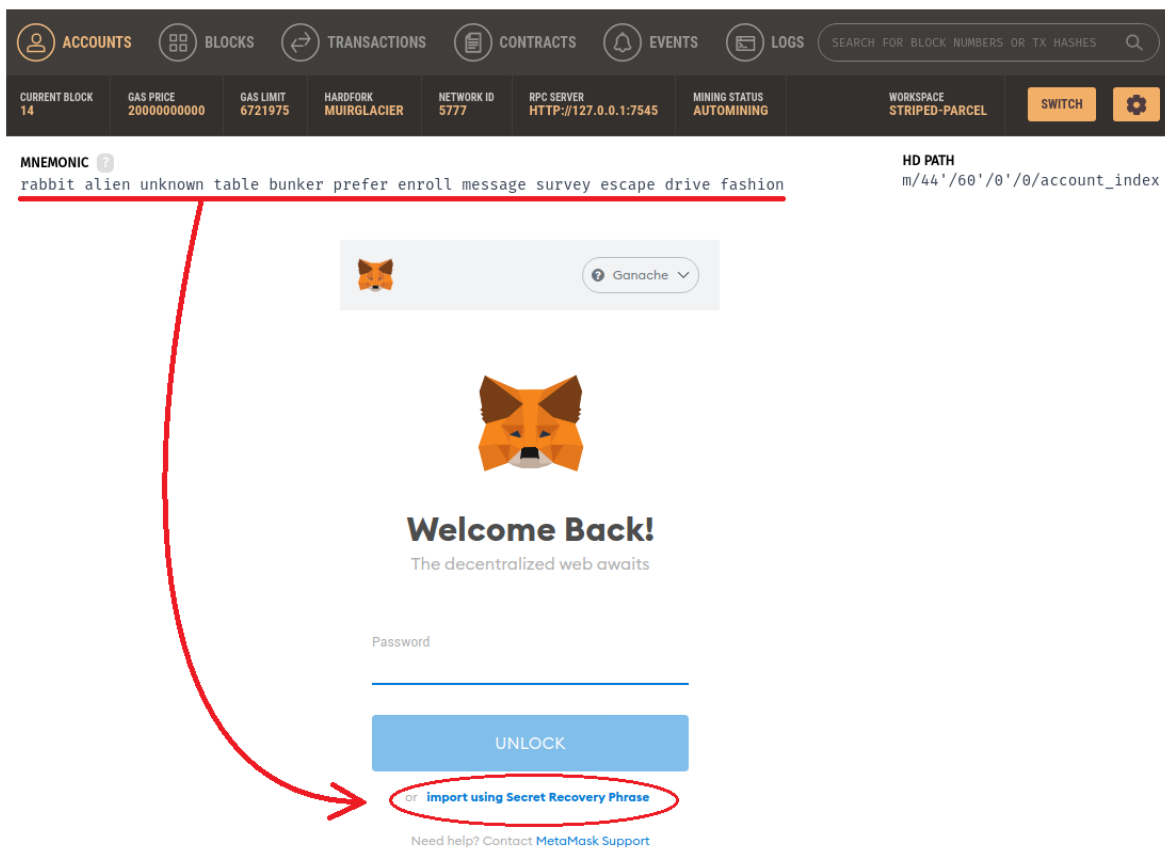 ACCOUNTS BLOCKS TRANSACTIONS CONTRACTS EVENTS LOGS SEARCH FOR BLOCK NUMBERS OR TX HASHES
CURRENT BLOCK GAS PRICE GAS LIMIT HARDFORK NETWORK ID RPC SERVER MINING STATUS WORKSPACE
14 20000000000 6721975 MUIRGLACIER 5777 HTTP://127.0.0.1:7545 AUTOMINING STRIPED-PARCEL SWITCH
MNEMONIC ? HD PATH
rabbit alien unknown table bunker prefer enroll message survey escape drive fashion m/44'/60'/0'/0/account_index
? Ganache
Welcome Back!
The decentralized web awaits
Password
UNLOCK
or import using Secret Recovery Phrase
Need help? Contact MetaMask Support